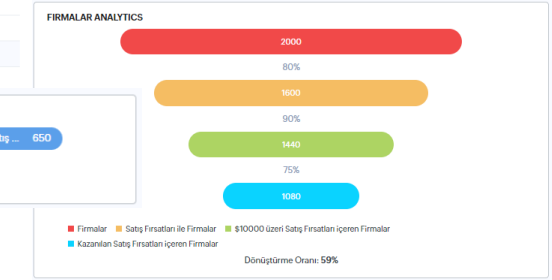 FIRMALAR ANALYTICS
2000
80%
1600
90%
650
1440
75%
1080
Firmalar
Satış Fırsatları ile Firmalar
$10000 üzeri Satış Fırsatları içeren Firmalar
Kazanılan Satış Fırsatları içeren Firmalar
Dönüştürme Oranı: 59%